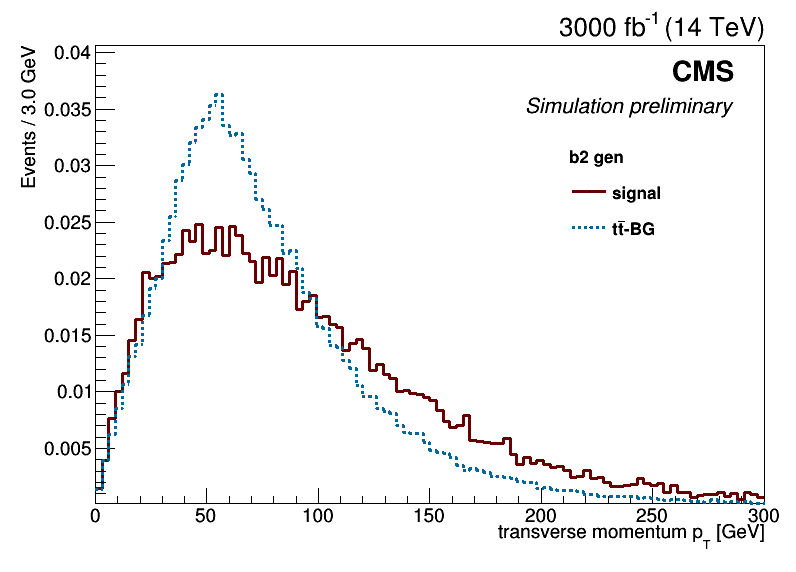 3000 fb⁻¹ (14 TeV)
CMS
Simulation preliminary
b2 gen
signal
tt̄-BG
Events / 3.0 GeV
0.04
0.035
0.03
0.025
0.02
0.015
0.01
0.005
0 50 100 150 200 250 300
transverse momentum p_T [GeV]